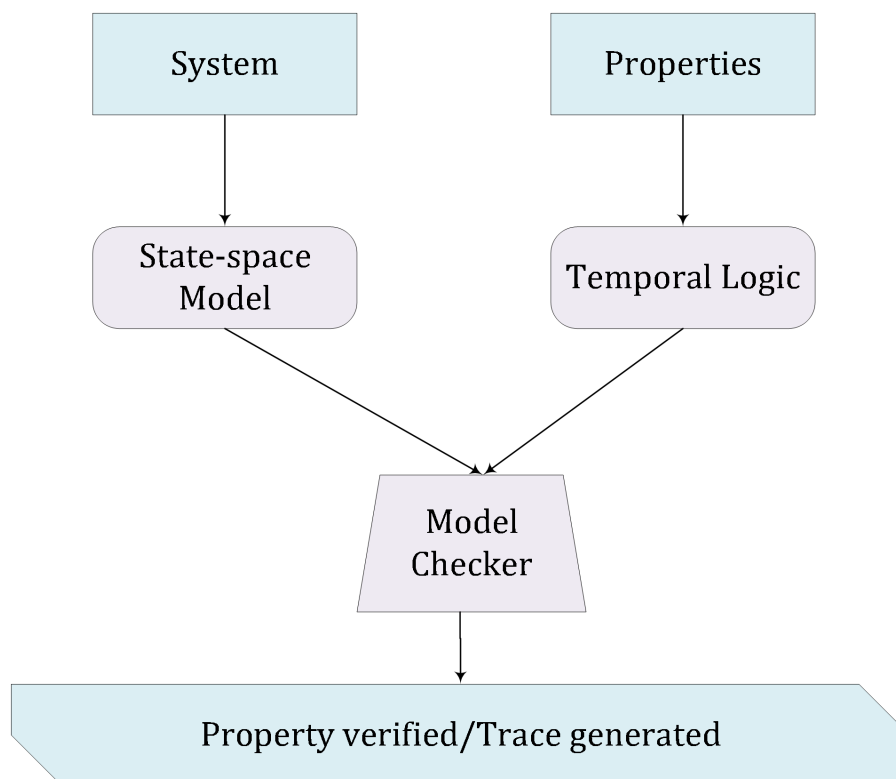 System
Properties
State-space
Model
Temporal Logic
Model
Checker
Property verified/Trace generated